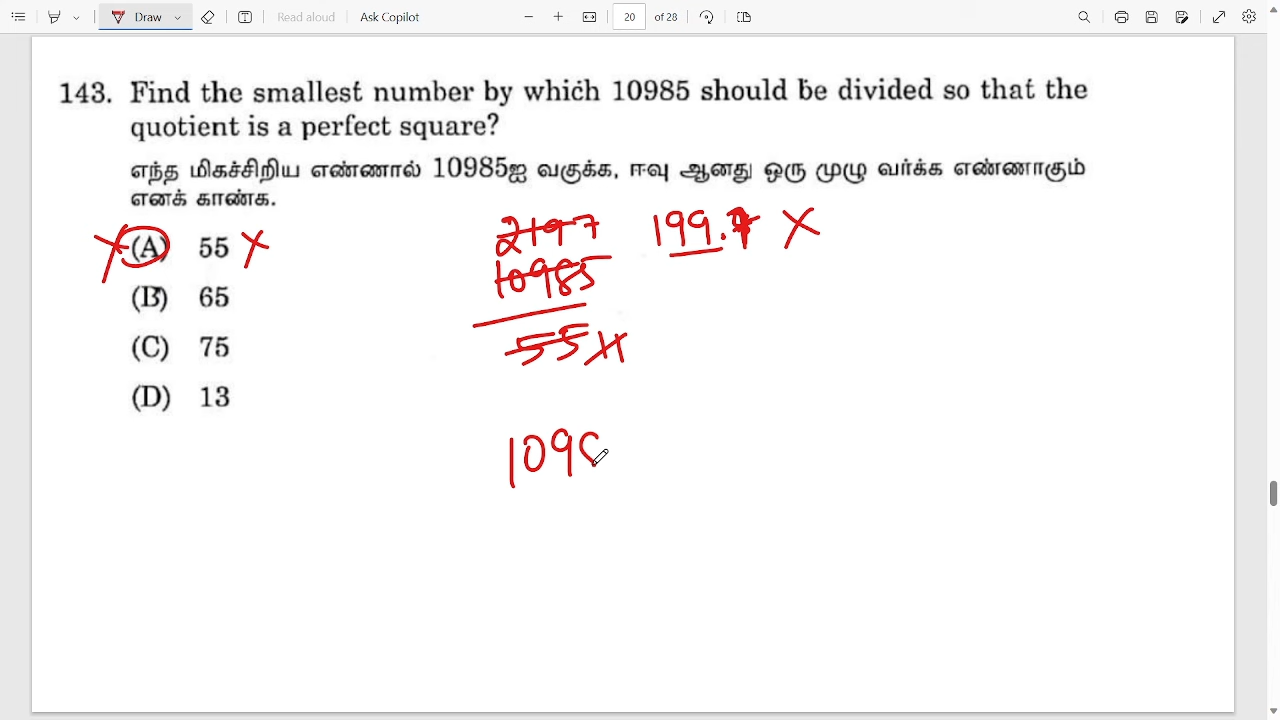 Draw
Read aloud
Ask Copilot
20 of 28
143. Find the smallest number by which 10985 should be divided so that the
quotient is a perfect square?
எந்த மிகச்சிறிய எண்ணால் 10985ஐ வகுக்க, ஈவு ஆனது ஒரு முழு வர்க்க எண்ணாகும்
எனக் காண்க.
(A) 55
(B) 65
(C) 75
(D) 13
2197
10985
55
199.
109